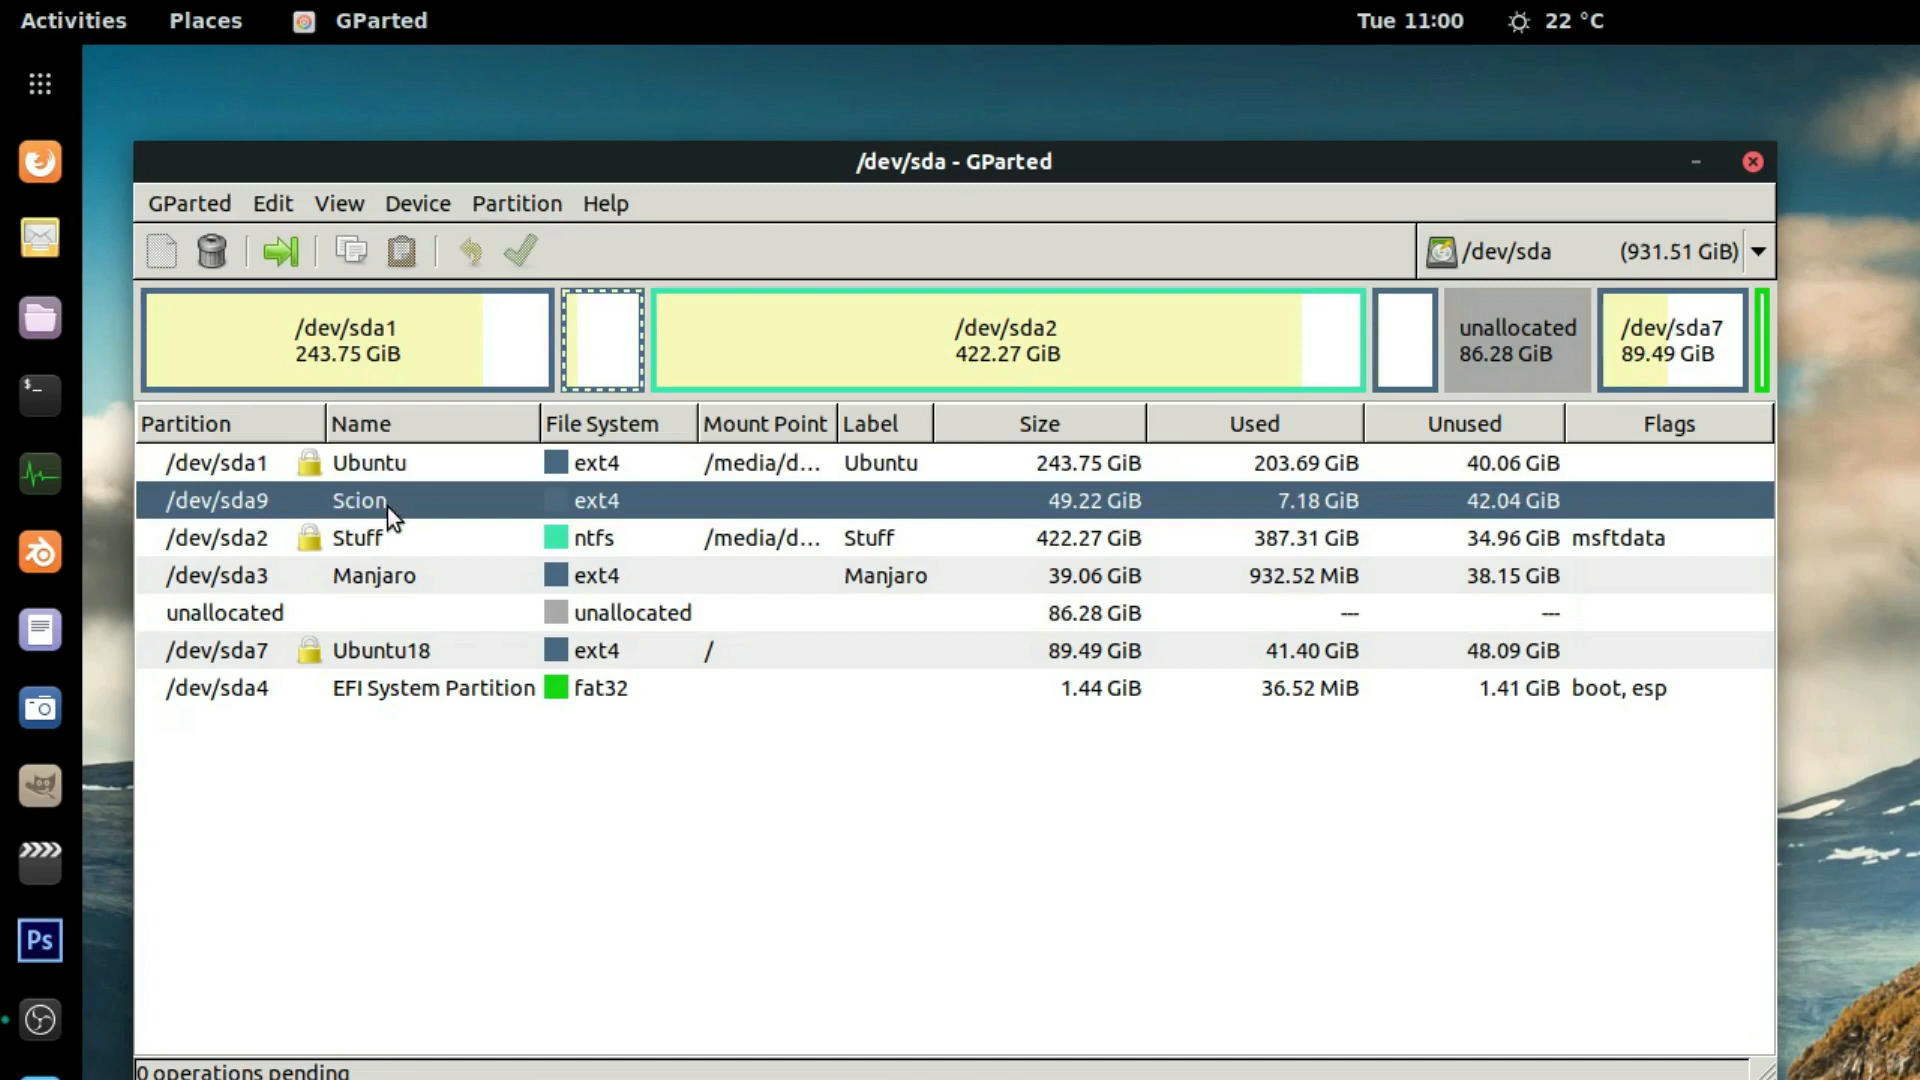 Activities Places GParted Tue 11:00 22 °C
/dev/sda - GParted
GParted Edit View Device Partition Help
/dev/sda (931.51 GiB)
/dev/sda1
243.75 GiB
/dev/sda2
422.27 GiB
unallocated
86.28 GiB
/dev/sda7
89.49 GiB
Partition Name File System Mount Point Label Size Used Unused Flags
/dev/sda1 Ubuntu ext4 /media/d... Ubuntu 243.75 GiB 203.69 GiB 40.06 GiB
/dev/sda9 Scion ext4 49.22 GiB 7.18 GiB 42.04 GiB
/dev/sda2 Stuff ntfs /media/d... Stuff 422.27 GiB 387.31 GiB 34.96 GiB msftdata
/dev/sda3 Manjaro ext4 Manjaro 39.06 GiB 932.52 MiB 38.15 GiB
unallocated unallocated 86.28 GiB --- ---
/dev/sda7 Ubuntu18 ext4 / 89.49 GiB 41.40 GiB 48.09 GiB
/dev/sda4 EFI System Partition fat32 1.44 GiB 36.52 MiB 1.41 GiB boot, esp
Ps
0 operations pending